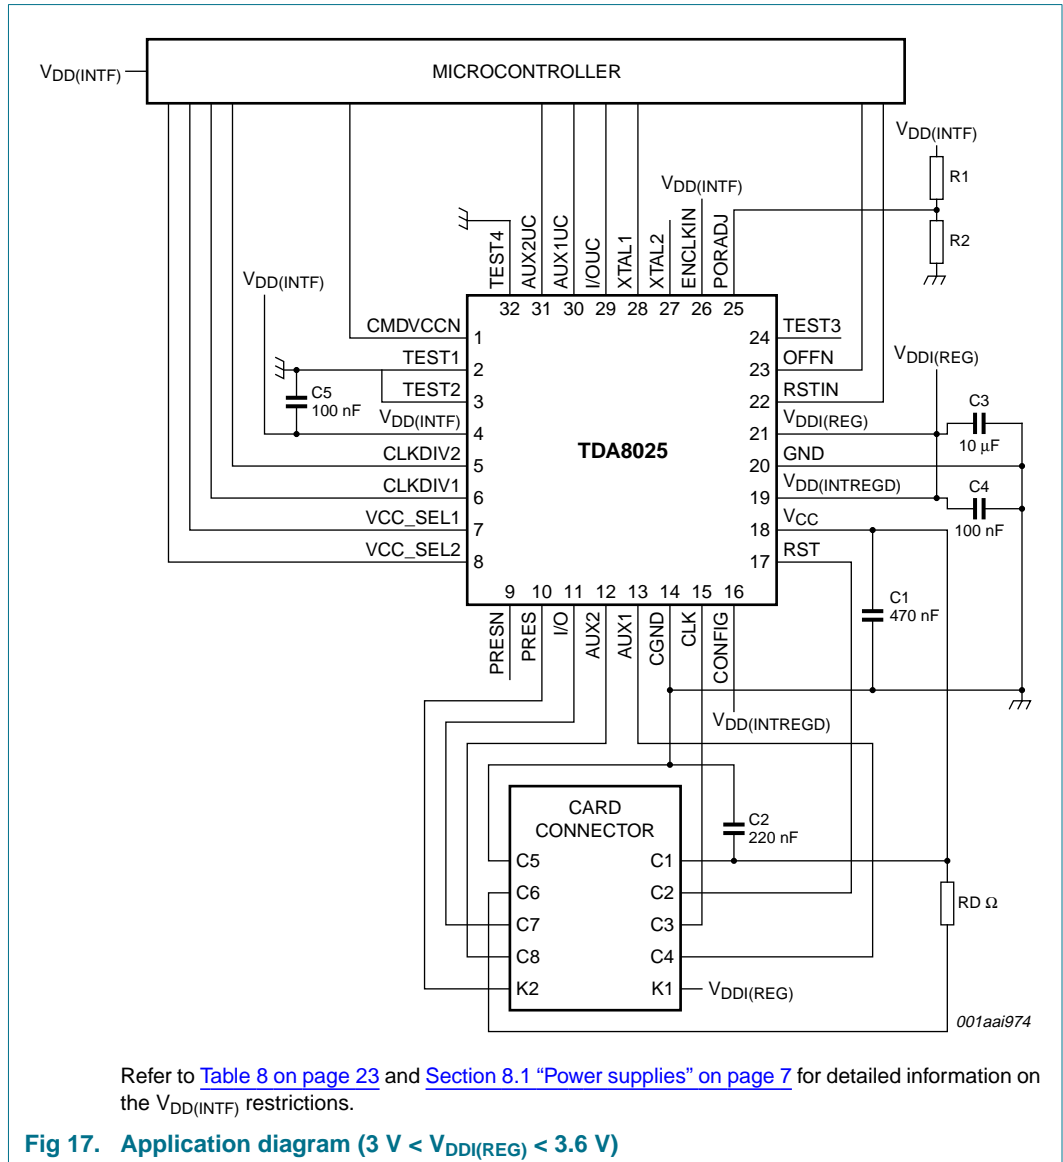 MICROCONTROLLER
VDD(INTF)
VDD(INTF)
R1
R2
VDD(INTF)
VDD(INTF)
TEST4
AUX2UC
AUX1UC
I/OUC
XTAL1
XTAL2
ENCLKIN
PORADJ
32 31 30 29 28 27 26 25
CMDVCCN 1
TEST1 2
TEST2 3
VDD(INTF) 4
CLKDIV2 5
CLKDIV1 6
VCC_SEL1 7
VCC_SEL2 8
C5
100 nF
TDA8025
24 TEST3
23 OFFN
22 RSTIN
21 VDDI(REG)
20 GND
19 VDD(INTREGD)
18 VCC
17 RST
VDDI(REG)
C3
10 μF
C4
100 nF
C1
470 nF
9 10 11 12 13 14 15 16
PRESN
PRES
I/O
AUX2
AUX1
CGND
CLK
CONFIG
VDD(INTREGD)
CARD
CONNECTOR
C5 C1
C6 C2
C7 C3
C8 C4
K2 K1
C2
220 nF
RD Ω
VDDI(REG)
001aai974
Refer to Table 8 on page 23 and Section 8.1 “Power supplies” on page 7 for detailed information on
the VDD(INTF) restrictions.
Fig 17. Application diagram (3 V < VDDI(REG) < 3.6 V)